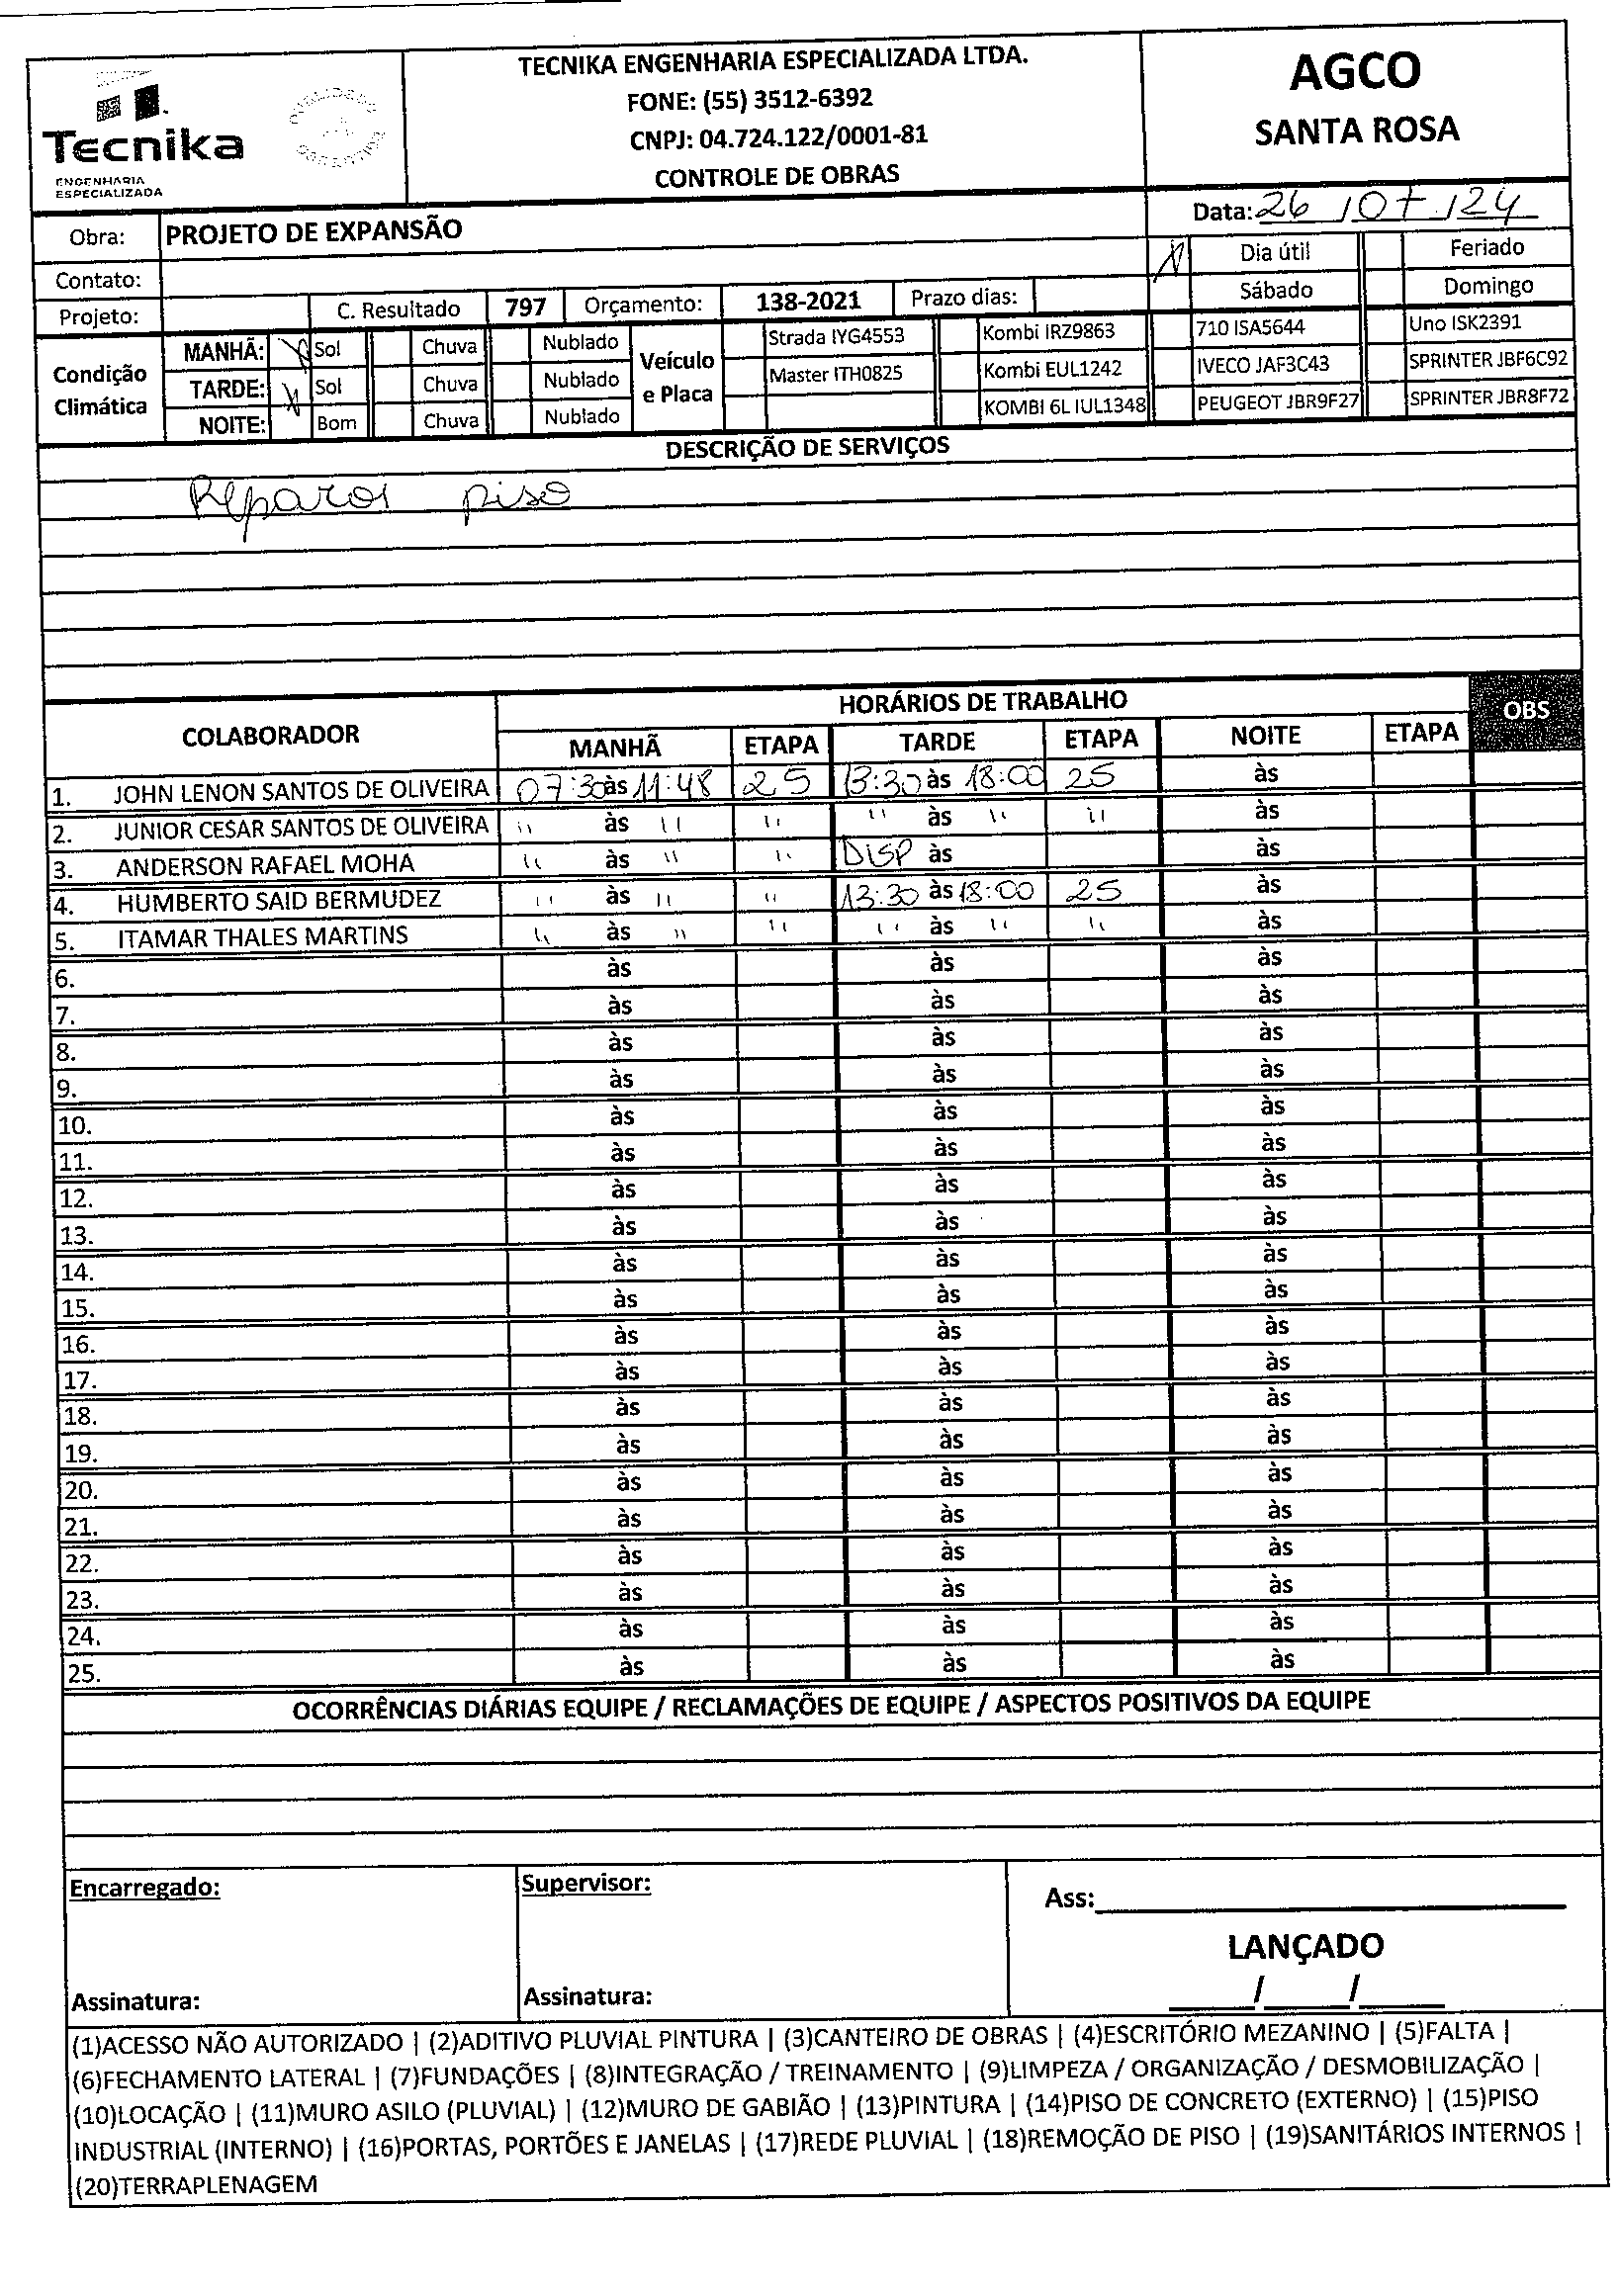 Tecnika
ENGENHARIA
ESPECIALIZADA
TECNIKA ENGENHARIA ESPECIALIZADA LTDA.
FONE: (55) 3512-6392
CNPJ: 04.724.122/0001-81
CONTROLE DE OBRAS
AGCO
SANTA ROSA
Data: 26 / 07 / 24
Obra: PROJETO DE EXPANSÃO
Dia útil Feriado
Contato:
Sábado Domingo
Projeto: C. Resultado 797 Orçamento: 138-2021 Prazo dias:
Condição Climática
MANHÃ: X Sol Chuva Nublado
TARDE: X Sol Chuva Nublado
NOITE: Bom Chuva Nublado
Veículo e Placa
Strada IYG4553 Kombi IRZ9863 710 ISA5644 Uno ISK2391
Master ITH0825 Kombi EUL1242 IVECO JAF3C43 SPRINTER JBF6C92
KOMBI 6L IUL1348 PEUGEOT JBR9F27 SPRINTER JBR8F72
DESCRIÇÃO DE SERVIÇOS
Reparos piso
COLABORADOR HORÁRIOS DE TRABALHO OBS
MANHÃ ETAPA TARDE ETAPA NOITE ETAPA
1. JOHN LENON SANTOS DE OLIVEIRA 07:30 às 11:48 25 13:30 às 18:00 25 às
2. JUNIOR CESAR SANTOS DE OLIVEIRA " às " " " às " " às
3. ANDERSON RAFAEL MOHA " às " " DISP às às
4. HUMBERTO SAID BERMUDEZ " às " " 13:30 às 18:00 25 às
5. ITAMAR THALES MARTINS " às " " " às " " às
6. às às às
7. às às às
8. às às às
9. às às às
10. às às às
11. às às às
12. às às às
13. às às às
14. às às às
15. às às às
16. às às às
17. às às às
18. às às às
19. às às às
20. às às às
21. às às às
22. às às às
23. às às às
24. às às às
25. às às às
OCORRÊNCIAS DIÁRIAS EQUIPE / RECLAMAÇÕES DE EQUIPE / ASPECTOS POSITIVOS DA EQUIPE
Encarregado: Supervisor: Ass:
LANÇADO
Assinatura: Assinatura: / /
(1)ACESSO NÃO AUTORIZADO | (2)ADITIVO PLUVIAL PINTURA | (3)CANTEIRO DE OBRAS | (4)ESCRITÓRIO MEZANINO | (5)FALTA |
(6)FECHAMENTO LATERAL | (7)FUNDAÇÕES | (8)INTEGRAÇÃO / TREINAMENTO | (9)LIMPEZA / ORGANIZAÇÃO / DESMOBILIZAÇÃO |
(10)LOCAÇÃO | (11)MURO ASILO (PLUVIAL) | (12)MURO DE GABIÃO | (13)PINTURA | (14)PISO DE CONCRETO (EXTERNO) | (15)PISO
INDUSTRIAL (INTERNO) | (16)PORTAS, PORTÕES E JANELAS | (17)REDE PLUVIAL | (18)REMOÇÃO DE PISO | (19)SANITÁRIOS INTERNOS |
(20)TERRAPLENAGEM